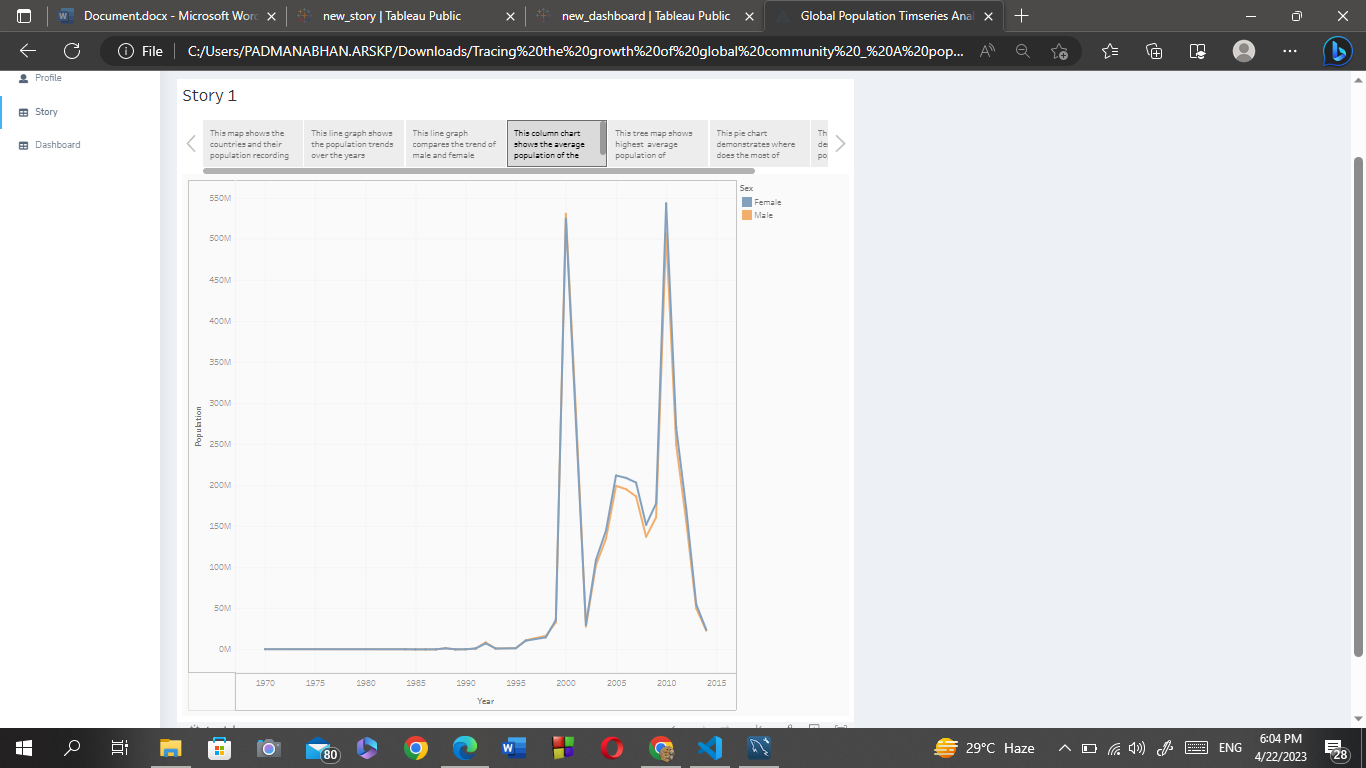 Document.docx - Microsoft Word
new_story | Tableau Public
new_dashboard | Tableau Public
Global Population Timseries Anal
File
C:/Users/PADMANABHAN.ARSKP/Downloads/Tracing%20the%20growth%20of%20global%20community%20_%20A%20pop...
Profile
Story
Dashboard
Story 1
This map shows the
countries and their
population recording
This line graph shows
the population trends
over the years
This line graph
compares the trend of
male and female
This column chart
shows the average
population of the
This tree map shows
highest average
population of
This pie chart
demonstrates where
does the most of
Th
de
po
Sex
Female
Male
550M
500M
450M
400M
350M
300M
250M
200M
150M
100M
50M
0M
Population
1970 1975 1980 1985 1990 1995 2000 2005 2010 2015
Year
29°C Haze
ENG
6:04 PM
4/22/2023
80
28